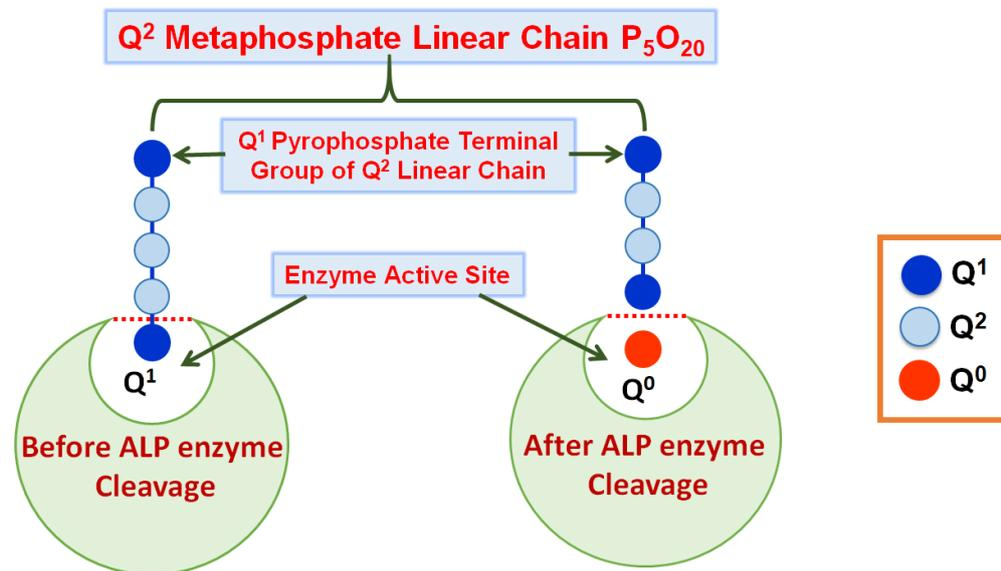 Q² Metaphosphate Linear Chain P₅O₂₀
Q¹ Pyrophosphate Terminal
Group of Q² Linear Chain
Enzyme Active Site
Q¹
Before ALP enzyme
Cleavage
Q⁰
After ALP enzyme
Cleavage
Q¹
Q²
Q⁰